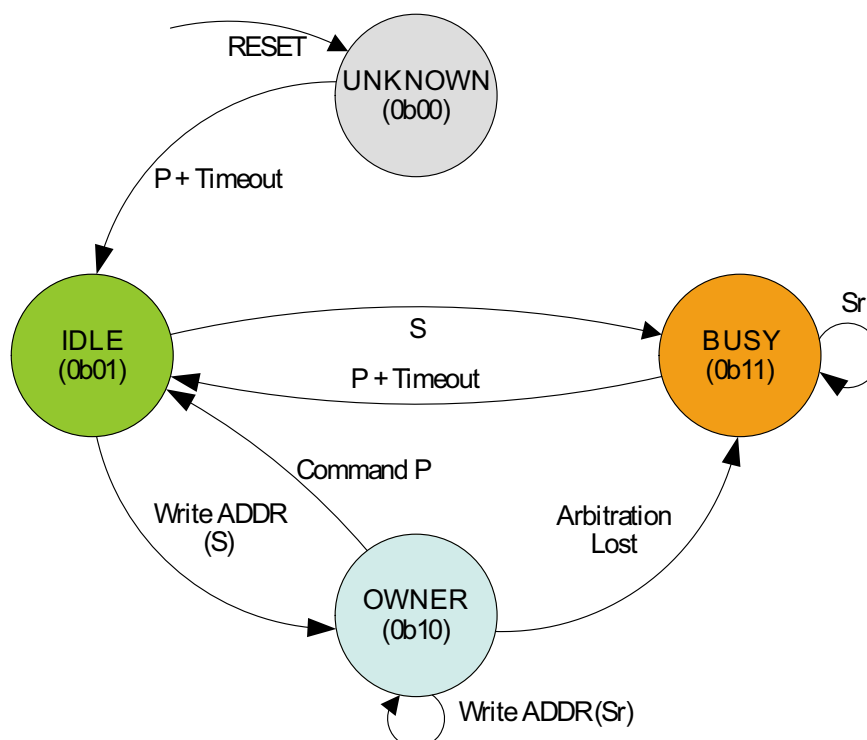 RESET
UNKNOWN
(0b00)
P + Timeout
IDLE
(0b01)
S
P + Timeout
BUSY
(0b11)
Sr
Command P
Write ADDR
(S)
Arbitration
Lost
OWNER
(0b10)
Write ADDR(Sr)